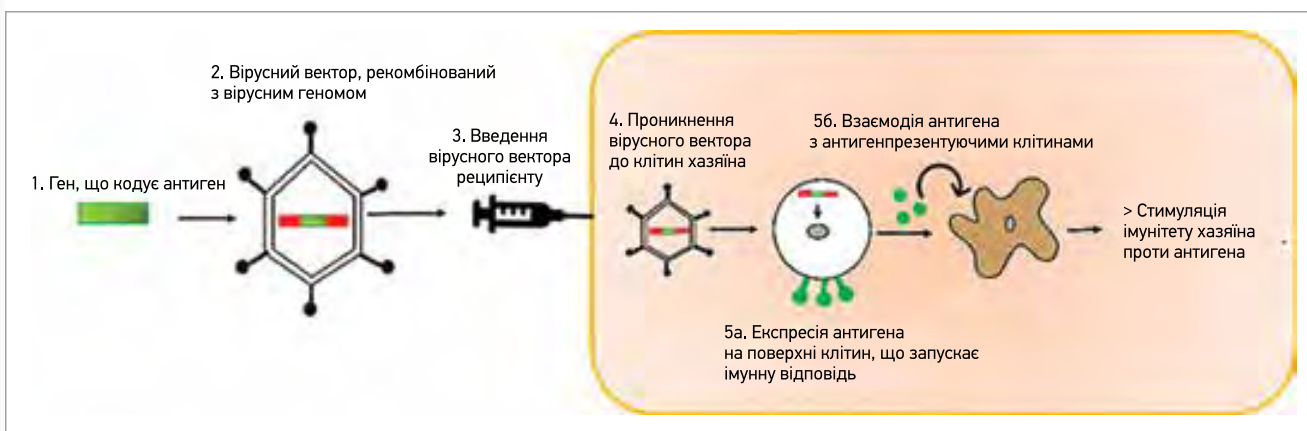 1. Ген, що кодує антиген
2. Вірусний вектор, рекомбінований
з вірусним геномом
3. Введення
вірусного вектора
реципієнту
4. Проникнення
вірусного вектора
до клітин хазяїна
5а. Експресія антигена
на поверхні клітин, що запускає
імунну відповідь
5б. Взаємодія антигена
з антигенпрезентуючими клітинами
> Стимуляція
імунітету хазяїна
проти антигена